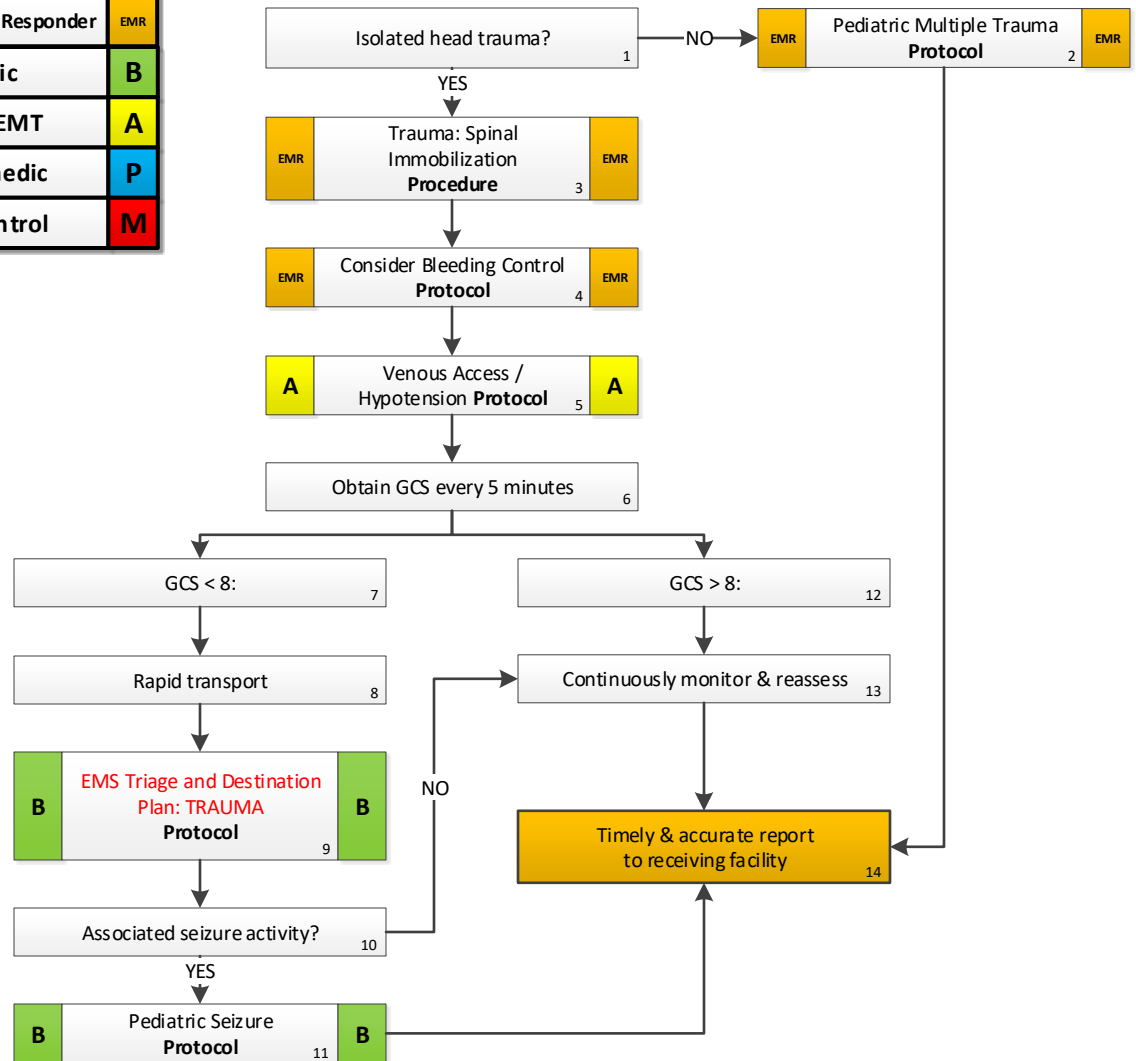 Responder EMR
ic B
EMT A
edic P
ntrol M
Isolated head trauma?
1
NO
EMR
Pediatric Multiple Trauma
Protocol
2
EMR
YES
EMR
Trauma: Spinal
Immobilization
Procedure
3
EMR
EMR
Consider Bleeding Control
Protocol
4
EMR
A
Venous Access /
Hypotension Protocol
5
A
Obtain GCS every 5 minutes
6
GCS < 8:
7
GCS > 8:
12
Rapid transport
8
Continuously monitor & reassess
13
B
EMS Triage and Destination
Plan: TRAUMA
Protocol
9
B
NO
Timely & accurate report
to receiving facility
14
Associated seizure activity?
10
YES
B
Pediatric Seizure
Protocol
11
B